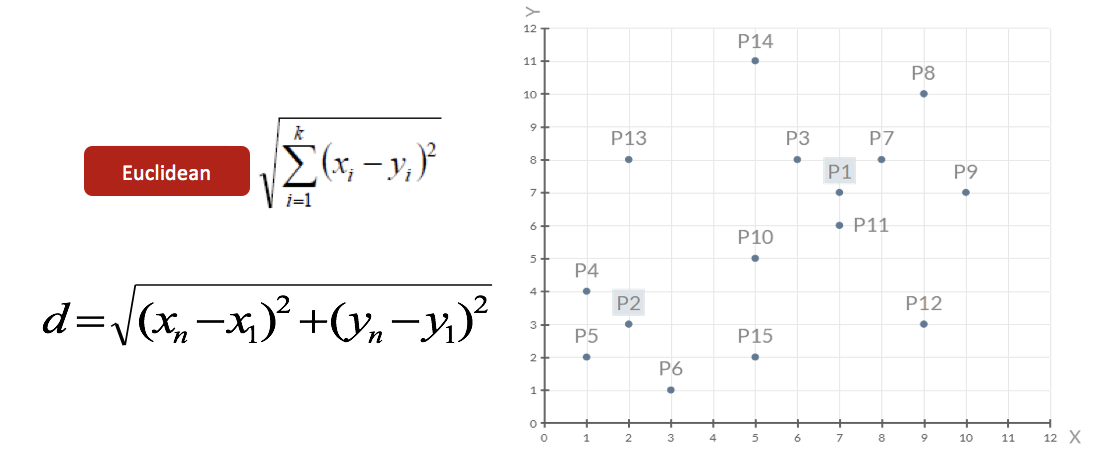 Euclidean
√(∑_{i=1}^{k} (x_i − y_i)²)
d=√((x_n −x_1)² +(y_n −y_1)²)
Y
12
11
10
9
8
7
6
5
4
3
2
1
0
P14
P8
P13
P3
P7
P1
P9
P11
P10
P4
P2
P12
P5
P15
P6
0 1 2 3 4 5 6 7 8 9 10 11 12 X